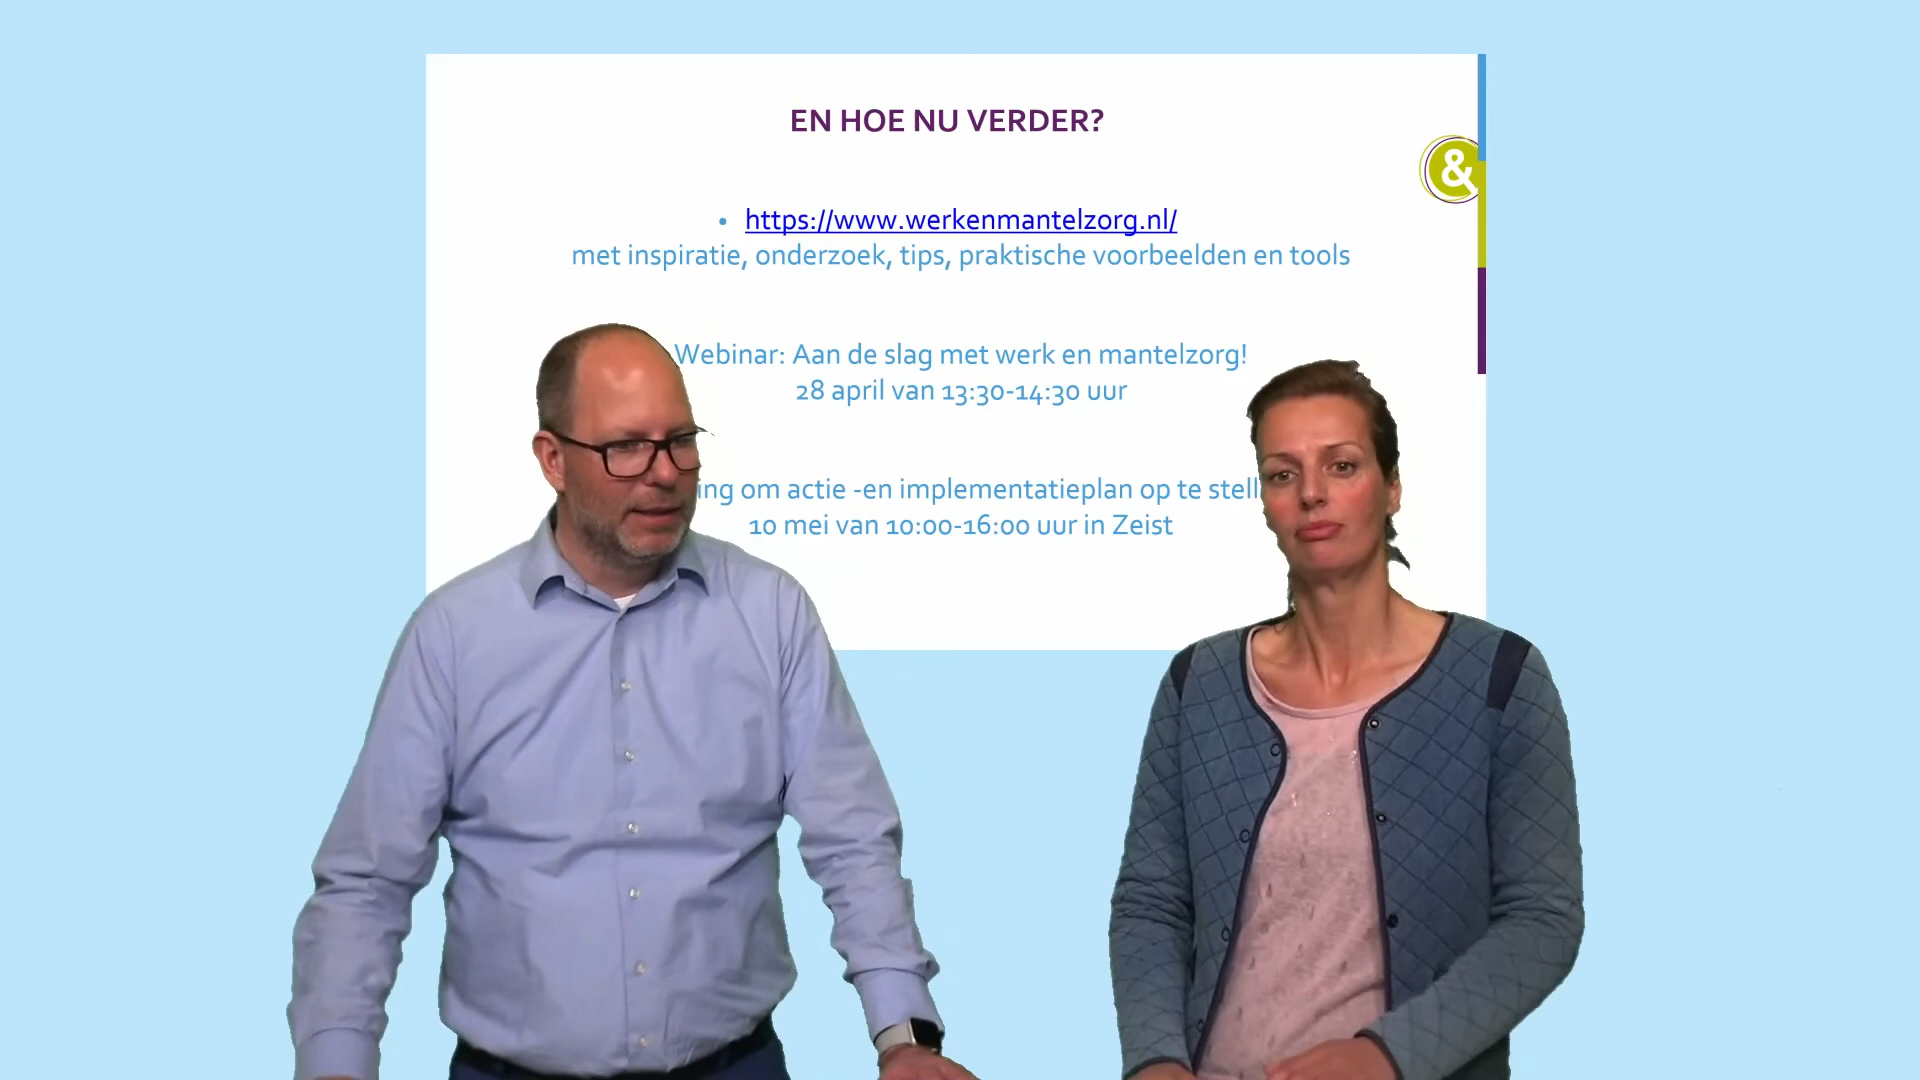 EN HOE NU VERDER?
&
• https://www.werkenmantelzorg.nl/
met inspiratie, onderzoek, tips, praktische voorbeelden en tools
Webinar: Aan de slag met werk en mantelzorg!
28 april van 13:30-14:30 uur
om actie -en implementatieplan op te
10 mei van 10:00-16:00 uur in Zeist